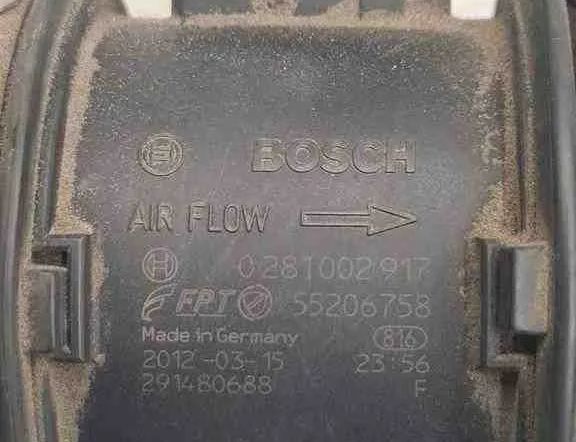 BOSCH
AIR FLOW
0 281 002 917
FPT 55206758
Made in Germany 816
2012-03-15 23:56
291480688 F